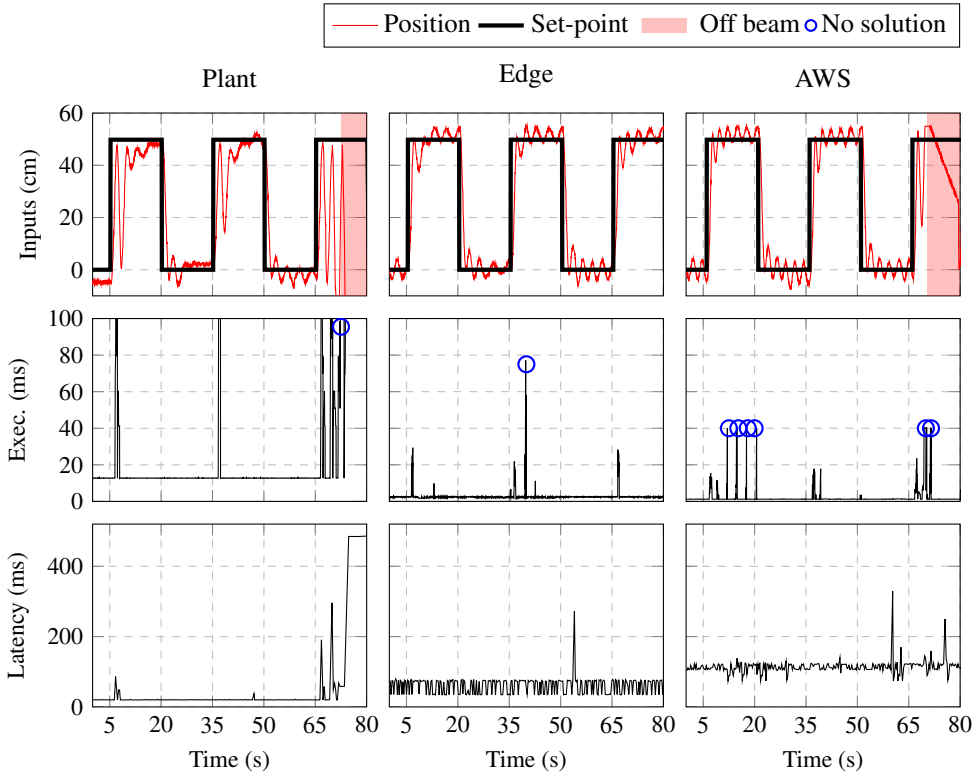 Position Set-point Off beam No solution
Plant Edge AWS
60
40
20
0
Inputs (cm)
100
80
60
40
20
0
Exec. (ms)
400
200
0
Latency (ms)
5 20 35 50 65 80 5 20 35 50 65 80 5 20 35 50 65 80
Time (s) Time (s) Time (s)